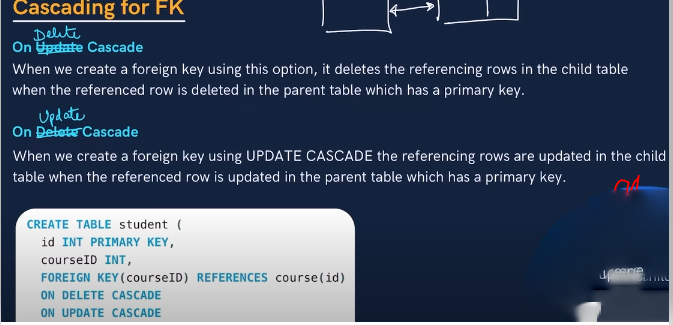 Cascading for FK
Delete
On Update Cascade
When we create a foreign key using this option, it deletes the referencing rows in the child table
when the referenced row is deleted in the parent table which has a primary key.
Update
On Delete Cascade
When we create a foreign key using UPDATE CASCADE the referencing rows are updated in the child
table when the referenced row is updated in the parent table which has a primary key.
CREATE TABLE student (
id INT PRIMARY KEY,
courseID INT,
FOREIGN KEY(courseID) REFERENCES course(id)
ON DELETE CASCADE
ON UPDATE CASCADE